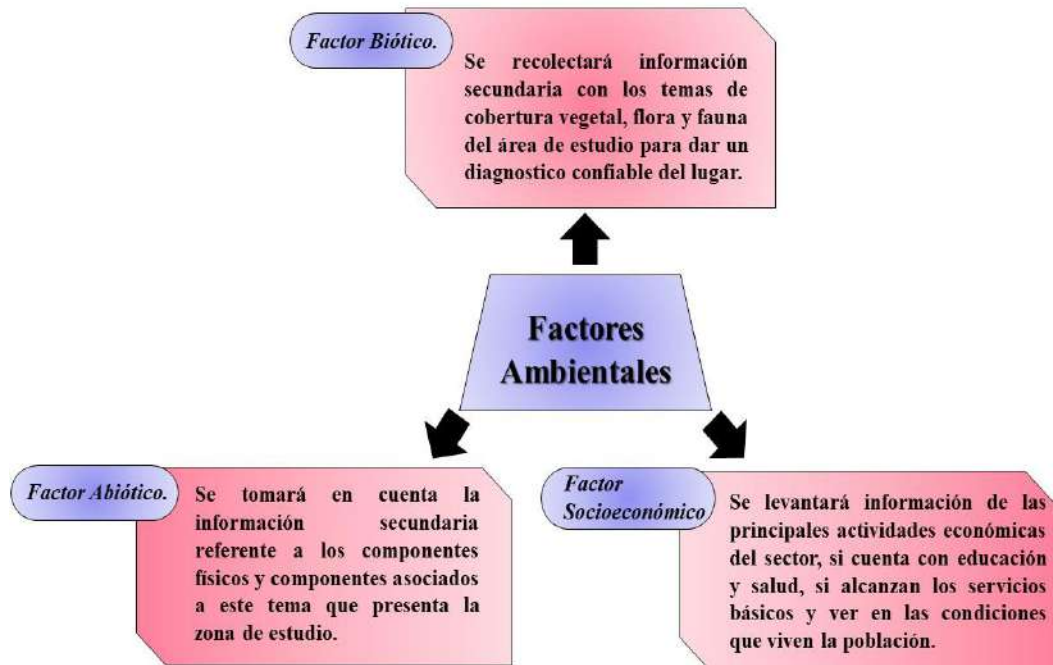 Factor Biótico.
Se recolectará información
secundaria con los temas de
cobertura vegetal, flora y fauna
del área de estudio para dar un
diagnostico confiable del lugar.
Factores
Ambientales
Factor Abiótico.
Se tomará en cuenta la
información secundaria
referente a los componentes
físicos y componentes asociados
a este tema que presenta la
zona de estudio.
Factor
Socioeconómico
Se levantará información de las
principales actividades económicas
del sector, si cuenta con educación
y salud, si alcanzan los servicios
básicos y ver en las condiciones
que viven la población.